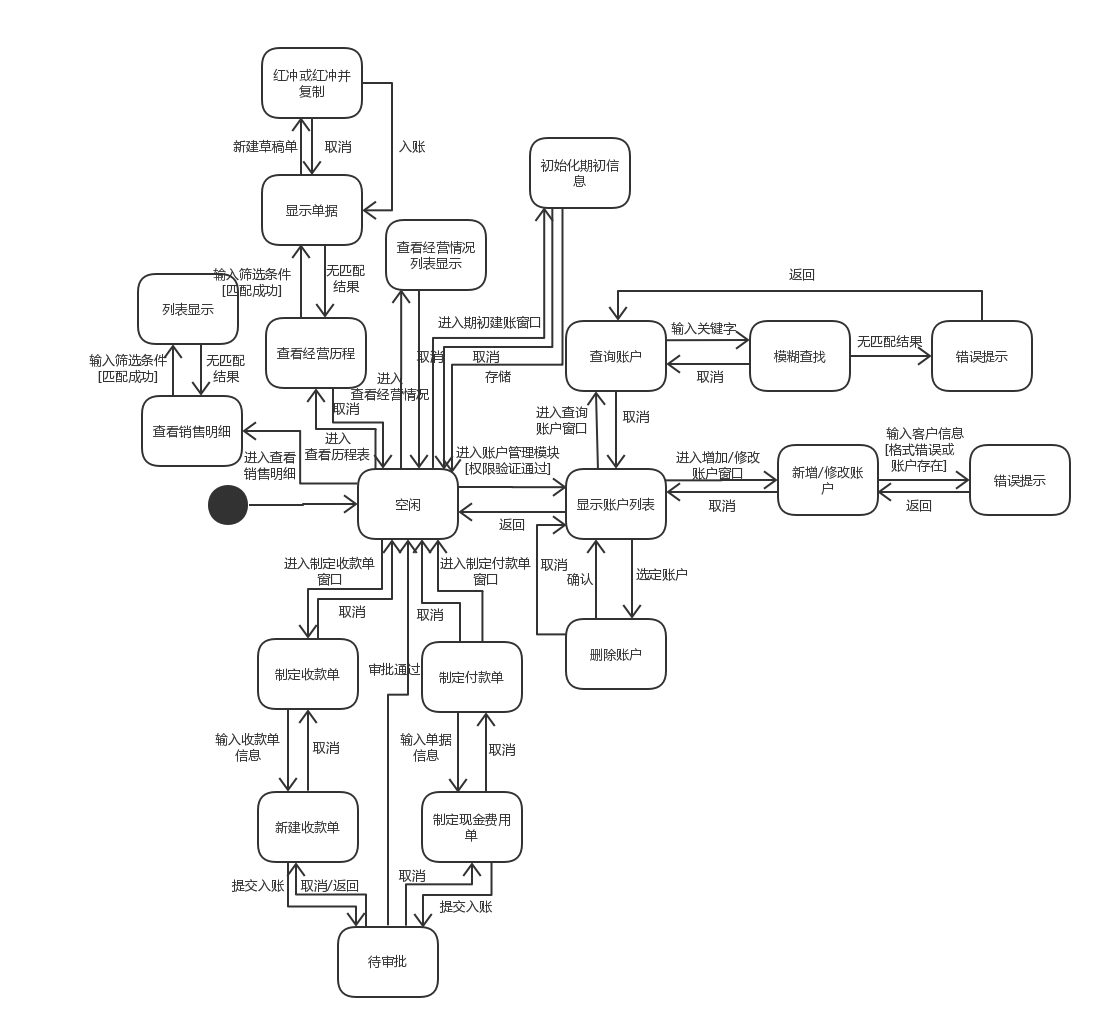 红冲或红冲并
复制
新建草稿单
取消
入账
显示单据
初始化期初信
息
查看经营情况
列表显示
输入筛选条件
[匹配成功]
无匹配
结果
返回
列表显示
进入期初建账窗口
输入关键字
无匹配结果
查看经营历程
取消
取消
存储
查询账户
模糊查找
错误提示
取消
输入筛选条件
[匹配成功]
无匹配
结果
进入
查看经营情况
取消
进入查询
账户窗口
取消
查看销售明细
进入
查看历程表
进入查看
销售明细
进入账户管理模块
[权限验证通过]
进入增加/修改
账户窗口
输入客户信息
[格式错误或
账户存在]
空闲
显示账户列表
新增/修改账
户
错误提示
返回
取消
返回
进入制定收款单
窗口
进入制定付款单
窗口
取消
确认
选定账户
取消
取消
删除账户
审批通过
制定收款单
制定付款单
输入收款单
信息
取消
输入单据
信息
取消
新建收款单
制定现金费用
单
提交入账
取消/返回
取消
提交入账
待审批